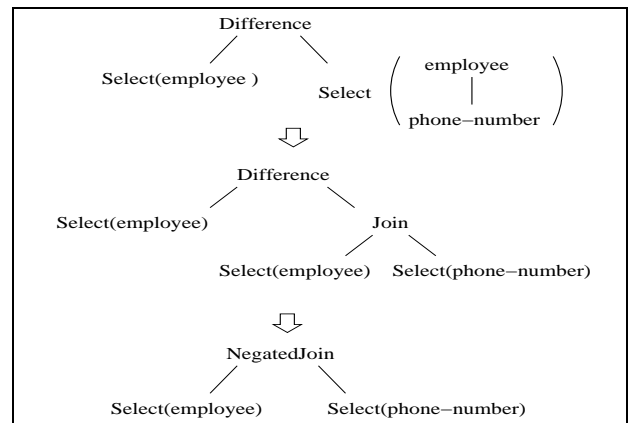 Difference
Select(employee )
Select
employee
phone−number
Difference
Select(employee)
Join
Select(employee)
Select(phone−number)
NegatedJoin
Select(employee)
Select(phone−number)